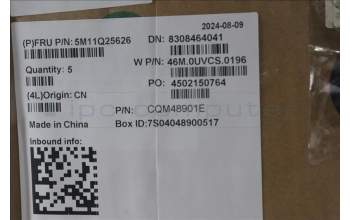 2024-08-09
(P)FRU P/N: 5M11Q25626 DN: 8308464041
W P/N: 46M.0UVCS.0196
Quantity: 5
PO: 4502150764
(4L)Origin: CN
P/N: CQM48901E
Made in China Box ID:7S04048900517
Inbound info: